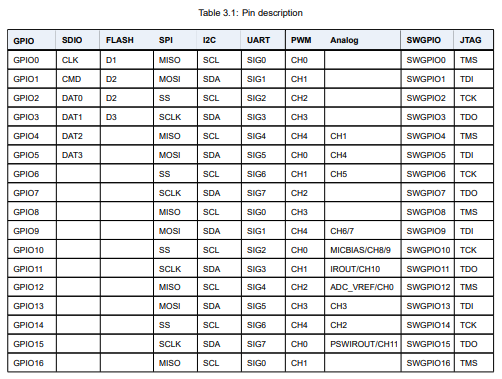 Table 3.1: Pin description
GPIO SDIO FLASH SPI I2C UART PWM Analog SWGPIO JTAG
GPIO0 CLK D1 MISO SCL SIG0 CH0 SWGPIO0 TMS
GPIO1 CMD D2 MOSI SDA SIG1 CH1 SWGPIO1 TDI
GPIO2 DAT0 D2 SS SCL SIG2 CH2 SWGPIO2 TCK
GPIO3 DAT1 D3 SCLK SDA SIG3 CH3 SWGPIO3 TDO
GPIO4 DAT2 MISO SCL SIG4 CH4 CH1 SWGPIO4 TMS
GPIO5 DAT3 MOSI SDA SIG5 CH0 CH4 SWGPIO5 TDI
GPIO6 SS SCL SIG6 CH1 CH5 SWGPIO6 TCK
GPIO7 SCLK SDA SIG7 CH2 SWGPIO7 TDO
GPIO8 MISO SCL SIG0 CH3 SWGPIO8 TMS
GPIO9 MOSI SDA SIG1 CH4 CH6/7 SWGPIO9 TDI
GPIO10 SS SCL SIG2 CH0 MICBIAS/CH8/9 SWGPIO10 TCK
GPIO11 SCLK SDA SIG3 CH1 IROUT/CH10 SWGPIO11 TDO
GPIO12 MISO SCL SIG4 CH2 ADC_VREF/CH0 SWGPIO12 TMS
GPIO13 MOSI SDA SIG5 CH3 CH3 SWGPIO13 TDI
GPIO14 SS SCL SIG6 CH4 CH2 SWGPIO14 TCK
GPIO15 SCLK SDA SIG7 CH0 PSWIROUT/CH11 SWGPIO15 TDO
GPIO16 MISO SCL SIG0 CH1 SWGPIO16 TMS